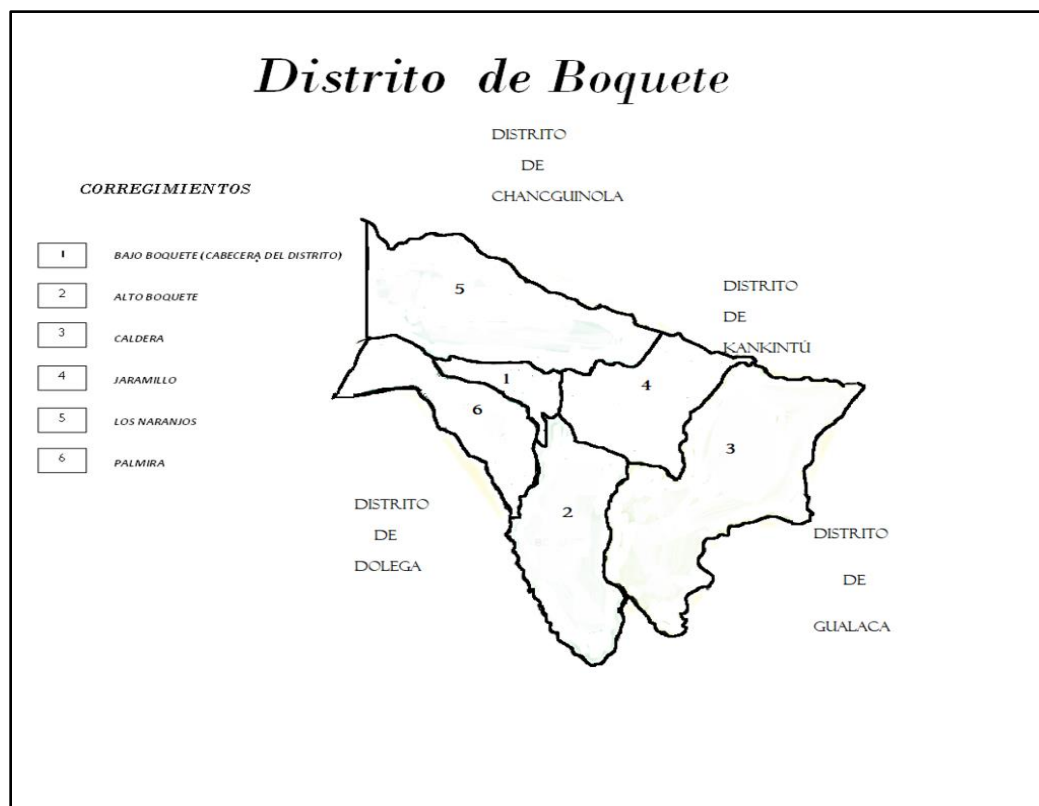 Distrito de Boquete
DISTRITO
DE
CHANCGUINOLA
CORREGIMIENTOS
1 BAJO BOQUETE (CABECERA DEL DISTRITO)
2 ALTO BOQUETE
3 CALDERA
4 JARAMILLO
5 LOS NARANJOS
6 PALMIRA
5
DISTRITO
DE
KANKINTÚ
1
4
6
3
2
DISTRITO
DE
DOLEGA
DISTRITO
DE
GUALACA